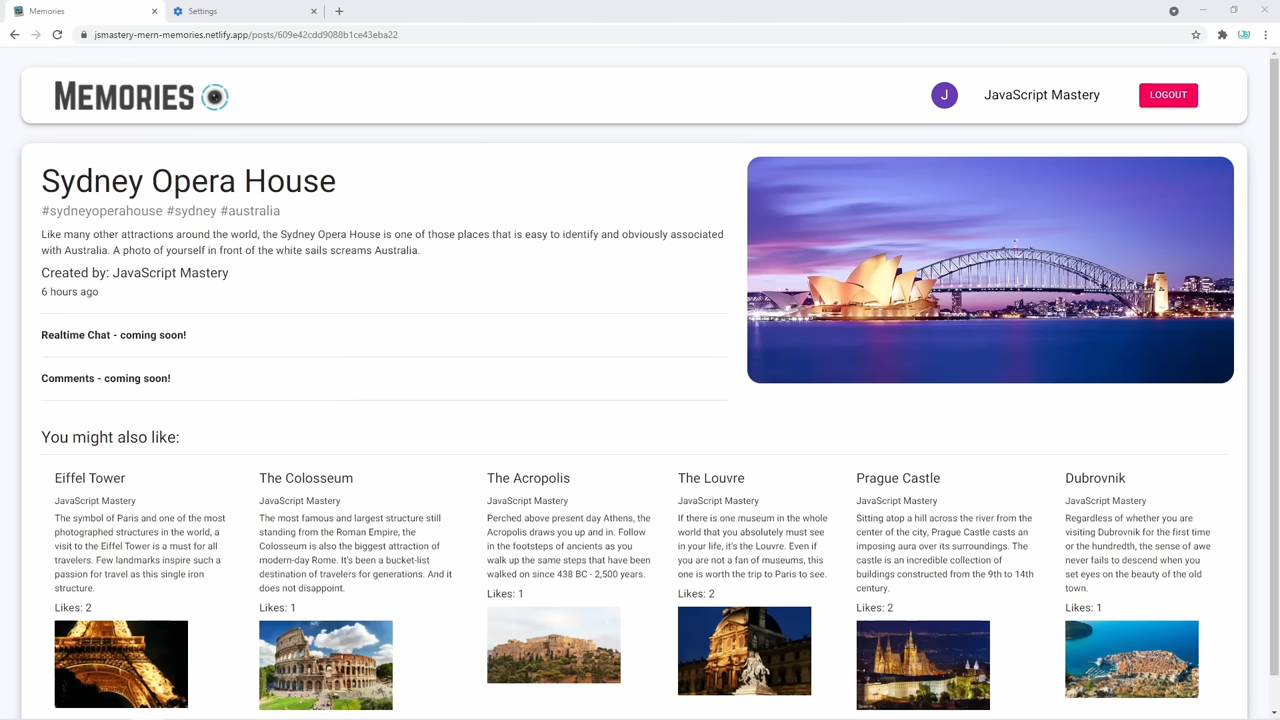 Memories
Settings
jsmastery-mern-memories.netlify.app/posts/609e42cdd9088b1ce43eba22
MEMORIES
J
JavaScript Mastery
LOGOUT
Sydney Opera House
#sydneyoperahouse #sydney #australia
Like many other attractions around the world, the Sydney Opera House is one of those places that is easy to identify and obviously associated
with Australia. A photo of yourself in front of the white sails screams Australia.
Created by: JavaScript Mastery
6 hours ago
Realtime Chat - coming soon!
Comments - coming soon!
You might also like:
Eiffel Tower
JavaScript Mastery
The symbol of Paris and one of the most
photographed structures in the world, a
visit to the Eiffel Tower is a must for all
travelers. Few landmarks inspire such a
passion for travel as this single iron
structure.
Likes: 2
The Colosseum
JavaScript Mastery
The most famous and largest structure still
standing from the Roman Empire, the
Colosseum is also the biggest attraction of
modern-day Rome. It's been a bucket-list
destination of travelers for generations. And it
does not disappoint.
Likes: 1
The Acropolis
JavaScript Mastery
Perched above present day Athens, the
Acropolis draws you up and in. Follow
in the footsteps of ancients as you
walk up the same steps that have been
walked on since 438 BC - 2,500 years.
Likes: 1
The Louvre
JavaScript Mastery
If there is one museum in the whole
world that you absolutely must see
in your life, it's the Louvre. Even if
you are not a fan of museums, this
one is worth the trip to Paris to see.
Likes: 2
Prague Castle
JavaScript Mastery
Sitting atop a hill across the river from the
center of the city, Prague Castle casts an
imposing aura over its surroundings. The
castle is an incredible collection of
buildings constructed from the 9th to 14th
century.
Likes: 2
Dubrovnik
JavaScript Mastery
Regardless of whether you are
visiting Dubrovnik for the first time
or the hundredth, the sense of awe
never fails to descend when you
set eyes on the beauty of the old
town.
Likes: 1